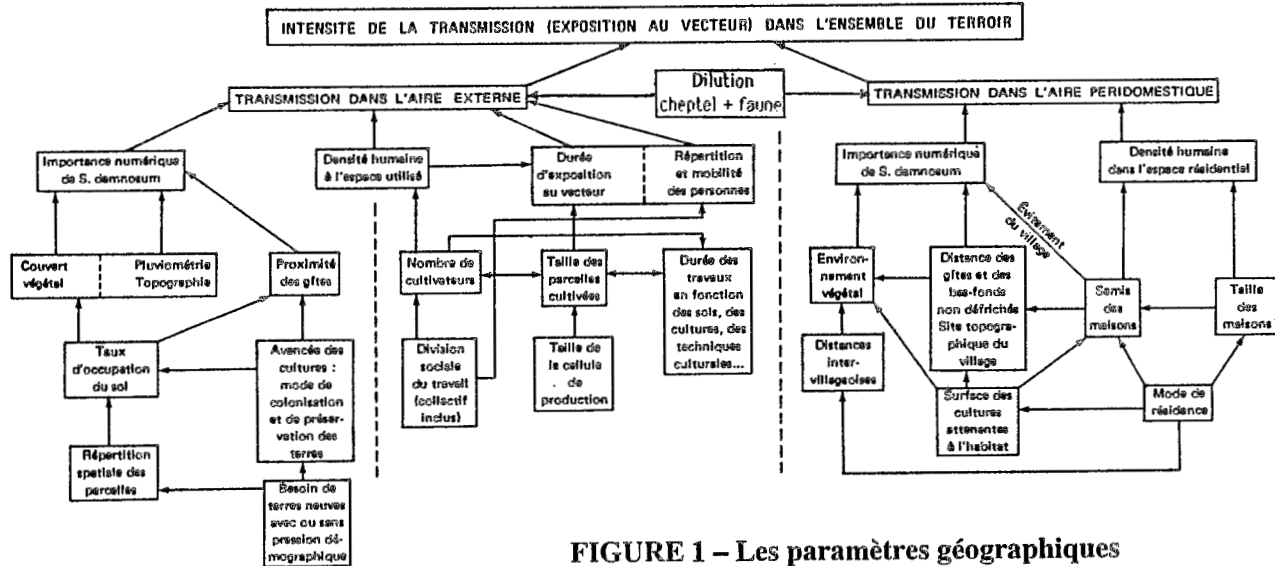 INTENSITE DE LA TRANSMISSION (EXPOSITION AU VECTEUR) DANS L'ENSEMBLE DU TERROIR
Dilution
cheptel + faune
TRANSMISSION DANS L'AIRE EXTERNE
TRANSMISSION DANS L'AIRE PERIDOMESTIQUE
Importance numérique
de S. damnosum
Densité humaine
à l'espace utilisé
Durée
d'exposition
au vecteur
Répartition
et mobilité
des personnes
Importance numérique
de S. damnosum
Densité humaine
dans l'espace résidentiel
Évitement
du village
Couvert
végétal
Pluviométrie
Topographie
Proximité
des gîtes
Nombre de
cultivateurs
Taille des
parcelles
cultivées
Durée des
travaux
en fonction
des sols, des
cultures, des
techniques
culturales...
Environ-
nement
végétal
Distance des
gîtes et des
bas-fonds
non défrichés
Site topogra-
phique du
village
Semis
des
maisons
Taille
des
maisons
Taux
d'occupation
du sol
Avancée des
cultures :
mode de
colonisation
et de préser-
vation des
terres
Division
sociale
du travail
(collectif
inclus)
Taille de
la cellule
de
production
Distances
inter-
villageoises
Surface des
cultures
attenantes
à l'habitat
Mode de
résidence
Répartition
spatiale des
parcelles
Besoin de
terres neuves
avec ou sans
pression dé-
mographique
FIGURE 1 – Les paramètres géographiques